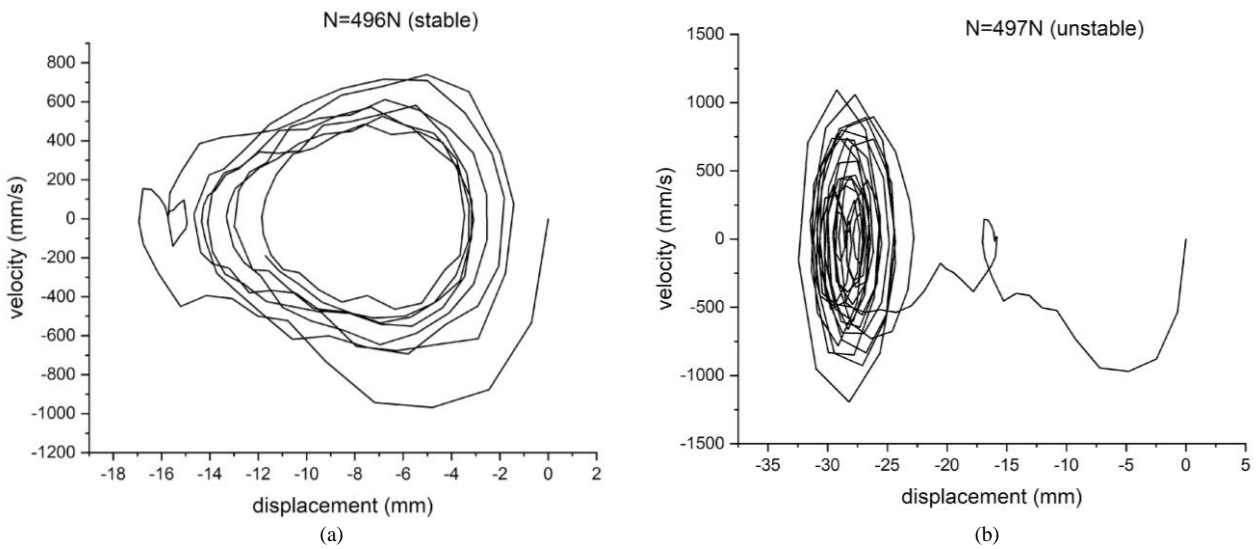 N=496N (stable)
800
600
400
200
0
-200
-400
-600
-800
-1000
-1200
velocity (mm/s)
-18 -16 -14 -12 -10 -8 -6 -4 -2 0 2
displacement (mm)
(a)
N=497N (unstable)
1500
1000
500
0
-500
-1000
-1500
velocity (mm/s)
-35 -30 -25 -20 -15 -10 -5 0 5
displacement (mm)
(b)